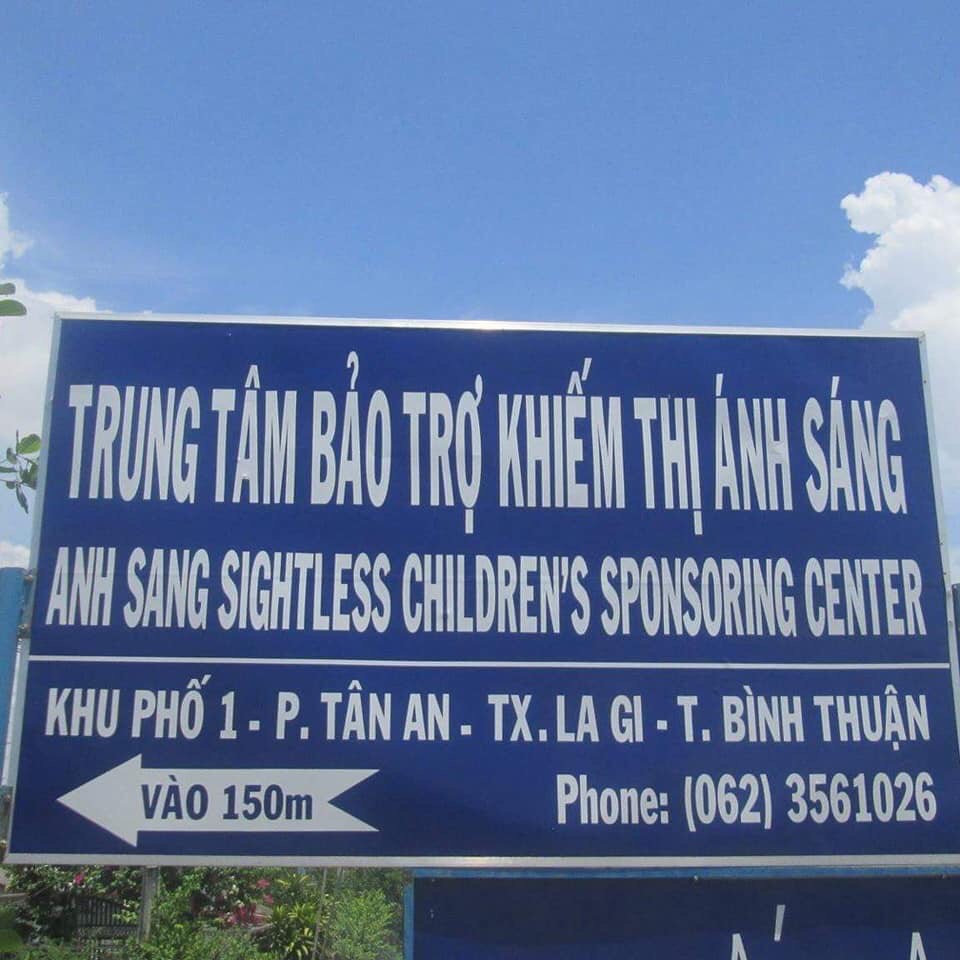 TRUNG TÂM BẢO TRỢ KHIẾM THỊ ÁNH SÁNG
ANH SANG SIGHTLESS CHILDREN'S SPONSORING CENTER
KHU PHỐ 1 - P. TÂN AN - TX. LA GI - T. BÌNH THUẬN
VÀO 150m
Phone: (062) 3561026